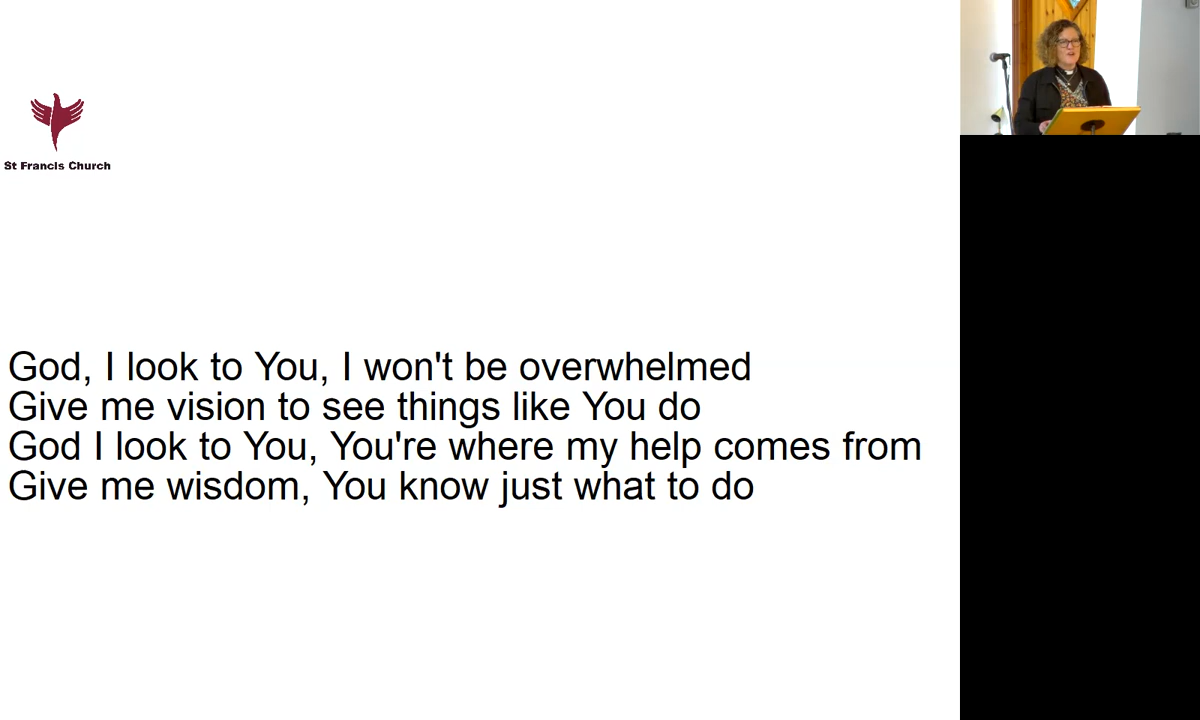 St Francis Church
God, I look to You, I won't be overwhelmed
Give me vision to see things like You do
God I look to You, You're where my help comes from
Give me wisdom, You know just what to do